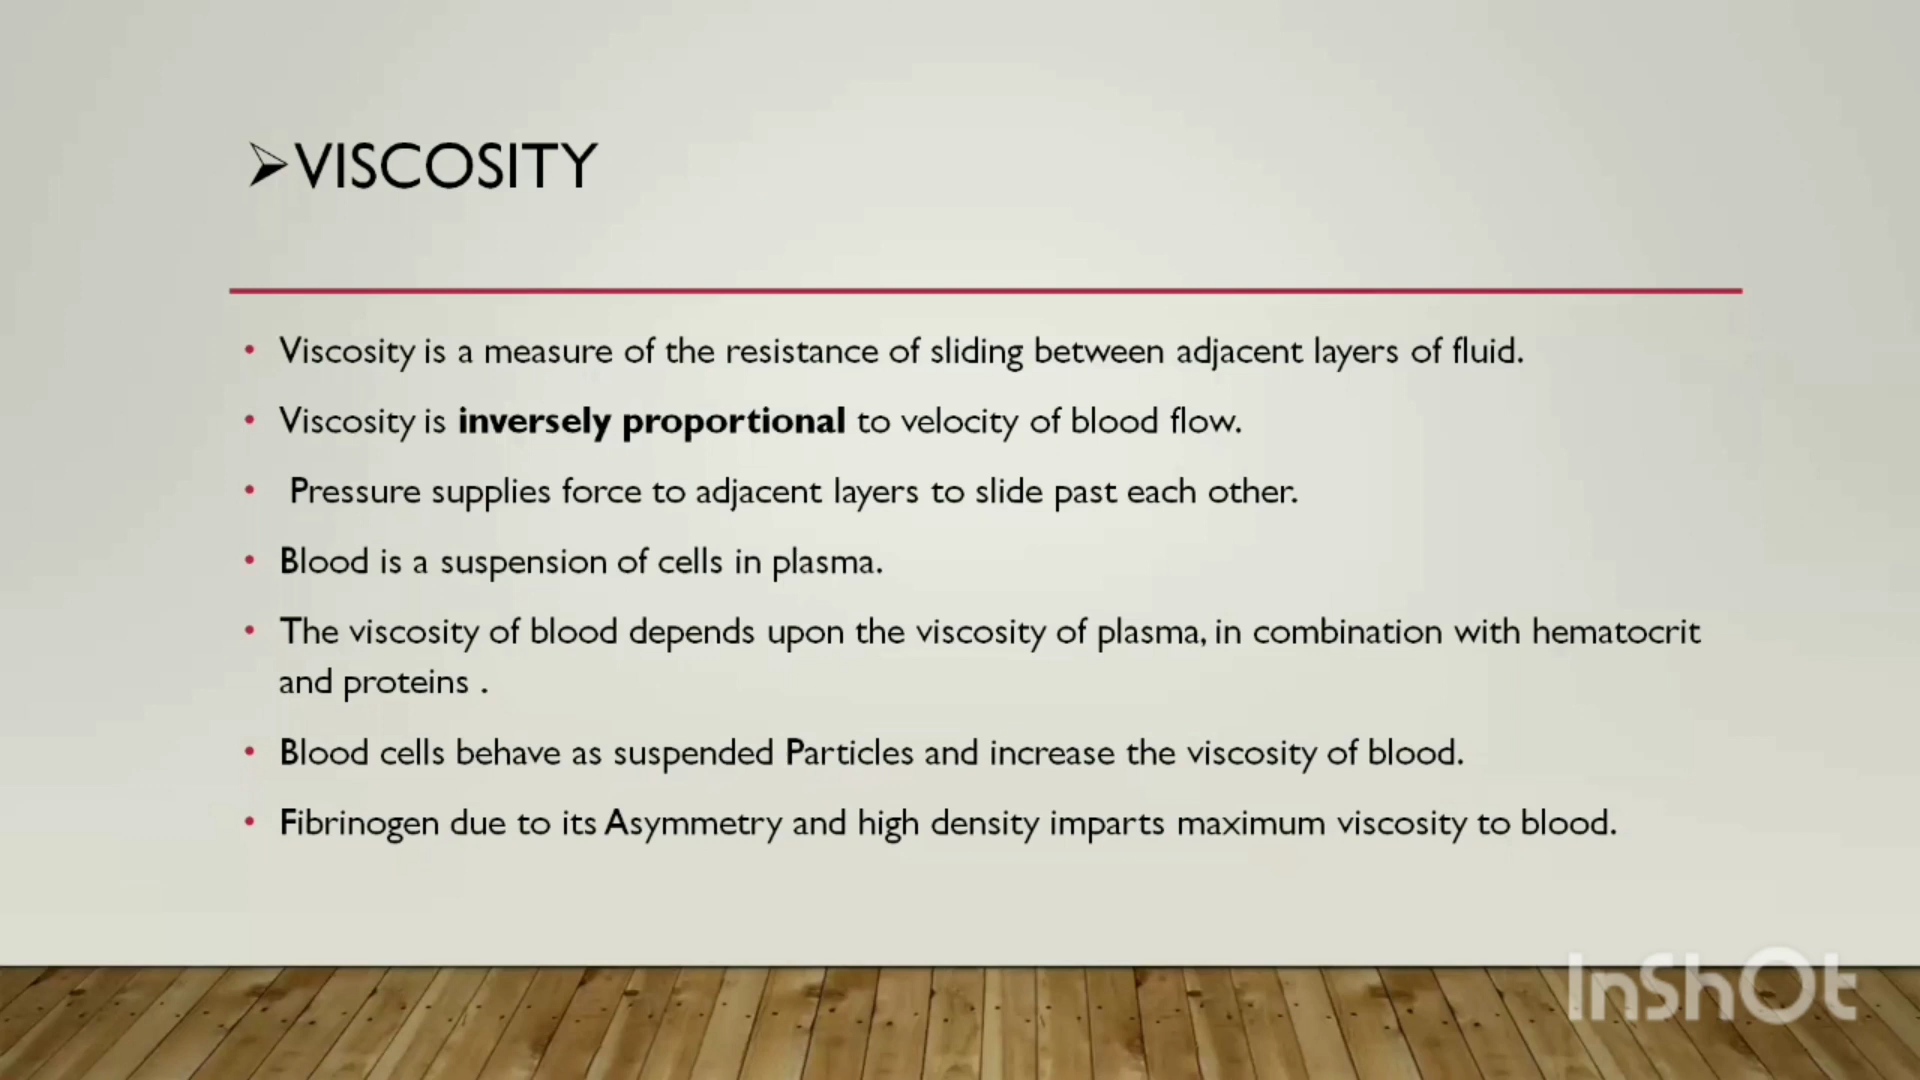 ➢VISCOSITY
• Viscosity is a measure of the resistance of sliding between adjacent layers of fluid.
• Viscosity is inversely proportional to velocity of blood flow.
• Pressure supplies force to adjacent layers to slide past each other.
• Blood is a suspension of cells in plasma.
• The viscosity of blood depends upon the viscosity of plasma, in combination with hematocrit
and proteins .
• Blood cells behave as suspended Particles and increase the viscosity of blood.
• Fibrinogen due to its Asymmetry and high density imparts maximum viscosity to blood.
InShOt